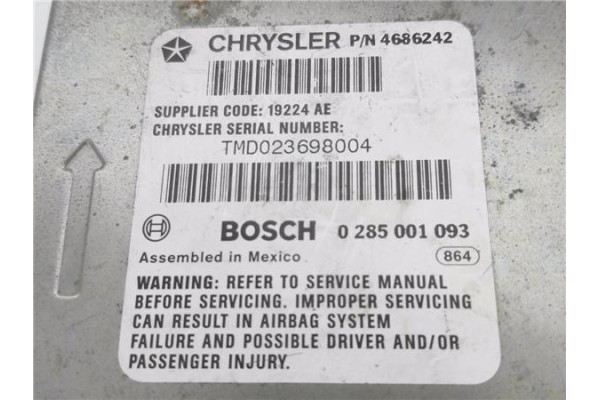 CHRYSLER P/N 4686242
SUPPLIER CODE: 19224 AE
CHRYSLER SERIAL NUMBER:
TMD023698004
BOSCH 0 285 001 093
Assembled in Mexico 864
WARNING: REFER TO SERVICE MANUAL
BEFORE SERVICING. IMPROPER SERVICING
CAN RESULT IN AIRBAG SYSTEM
FAILURE AND POSSIBLE DRIVER AND/OR
PASSENGER INJURY.